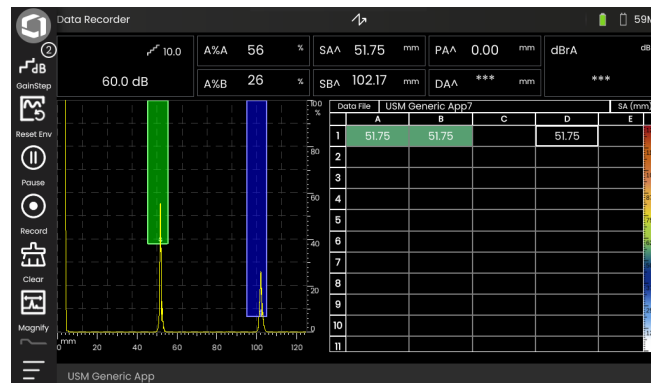 Data Recorder
59M
2
dB
GainStep
10.0
60.0 dB
A%A 56 %
A%B 26 %
SA^ 51.75 mm
SB^ 102.17 mm
PA^ 0.00 mm
DA^ *** mm
dBrA dB
***
Reset Env
Pause
Record
Clear
Magnify
100
%
80
60
40
20
0
0 mm 20 40 60 80 100 120
Data File USM Generic App7 SA (mm)
A B C D E
1 51.75 51.75 51.75
2
3
4
5
6
7
8
9
10
11
USM Generic App